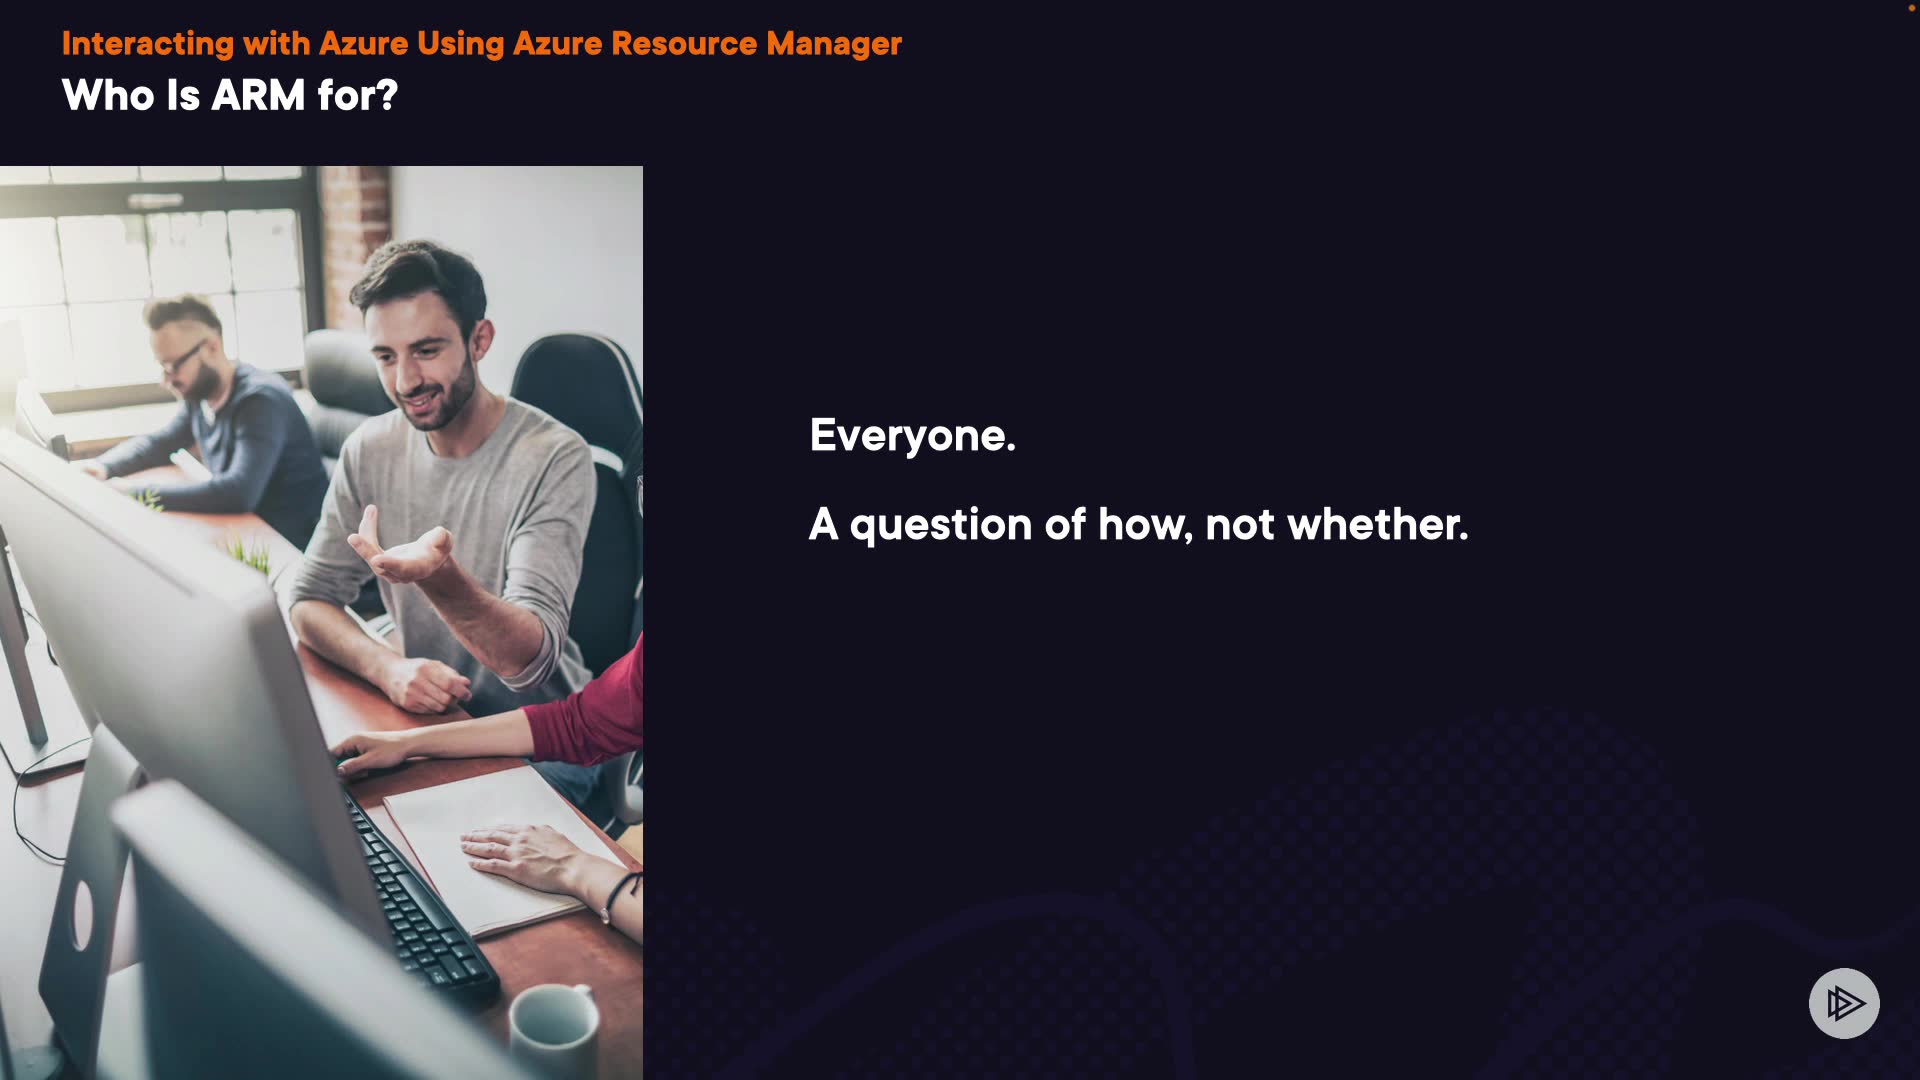 Interacting with Azure Using Azure Resource Manager
Who Is ARM for?
Everyone.
A question of how, not whether.